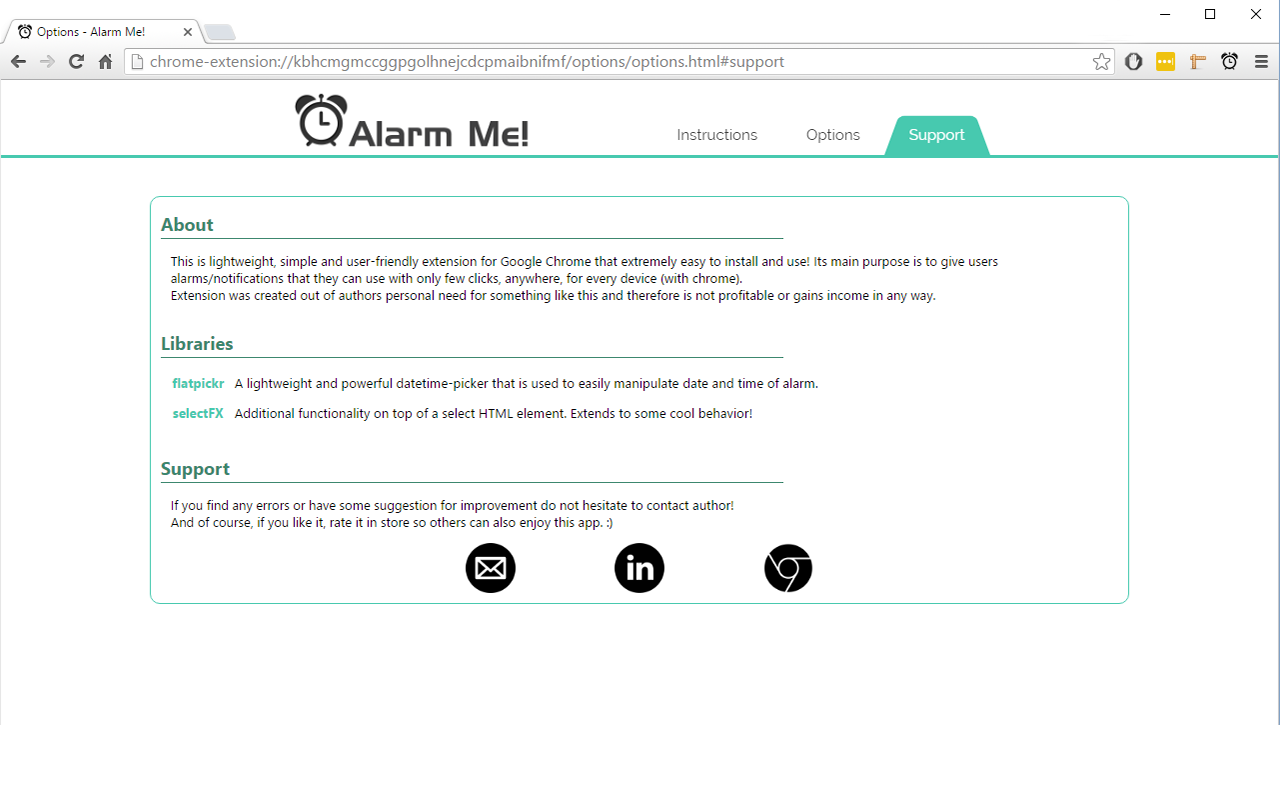 Options - Alarm Me!
chrome-extension://kbhcmgmccggpgolhnejcdcpmaibnifmf/options/options.html#support
Alarm Me!
Instructions
Options
Support
About
This is lightweight, simple and user-friendly extension for Google Chrome that extremely easy to install and use! Its main purpose is to give users
alarms/notifications that they can use with only few clicks, anywhere, for every device (with chrome).
Extension was created out of authors personal need for something like this and therefore is not profitable or gains income in any way.
Libraries
flatpickr A lightweight and powerful datetime-picker that is used to easily manipulate date and time of alarm.
selectFX Additional functionality on top of a select HTML element. Extends to some cool behavior!
Support
If you find any errors or have some suggestion for improvement do not hesitate to contact author!
And of course, if you like it, rate it in store so others can also enjoy this app. :)
in